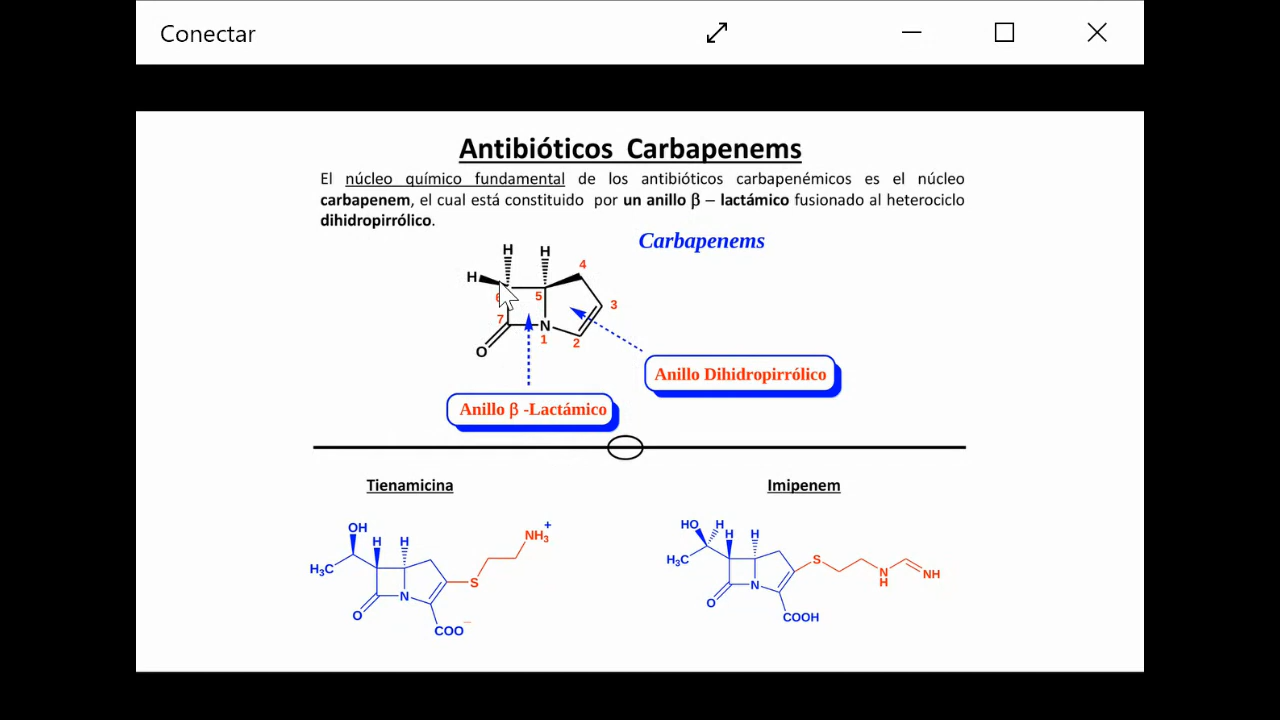 Conectar
Antibióticos Carbapenems
El núcleo químico fundamental de los antibióticos carbapenémicos es el núcleo
carbapenem, el cual está constituido por un anillo β – lactámico fusionado al heterociclo
dihidropirrólico.
Carbapenems
H H
H
4
6 5 3
7
N
1 2
O
Anillo Dihidropirrólico
Anillo β -Lactámico
Tienamicina Imipenem
OH H H NH3+
H3C
S
N
O
COO−
HO H H H
H3C S
N H NH
N
O
COOH